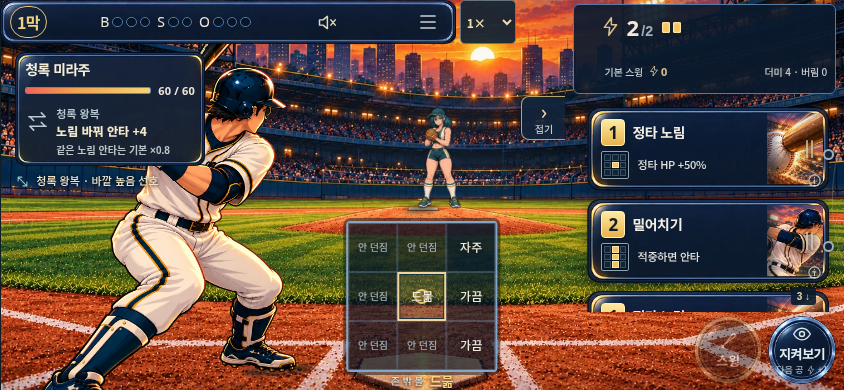 1막
B S O
1×
2/2
기본 스윙 0
더미 4 · 버림 0
청록 미라주
60 / 60
청록 왕복
노림 바꿔 안타 +4
같은 노림 안타는 기본 ×0.8
청록 왕복 · 바깥 높음 선호
접기
1 정타 노림
정타 HP +50%
2 밀어치기
적중하면 안타
3 ↓
안 던짐 안 던짐 자주
안 던짐 드묾 가끔
안 던짐 안 던짐 가끔
존 밖 볼 드묾
스윙
지켜보기